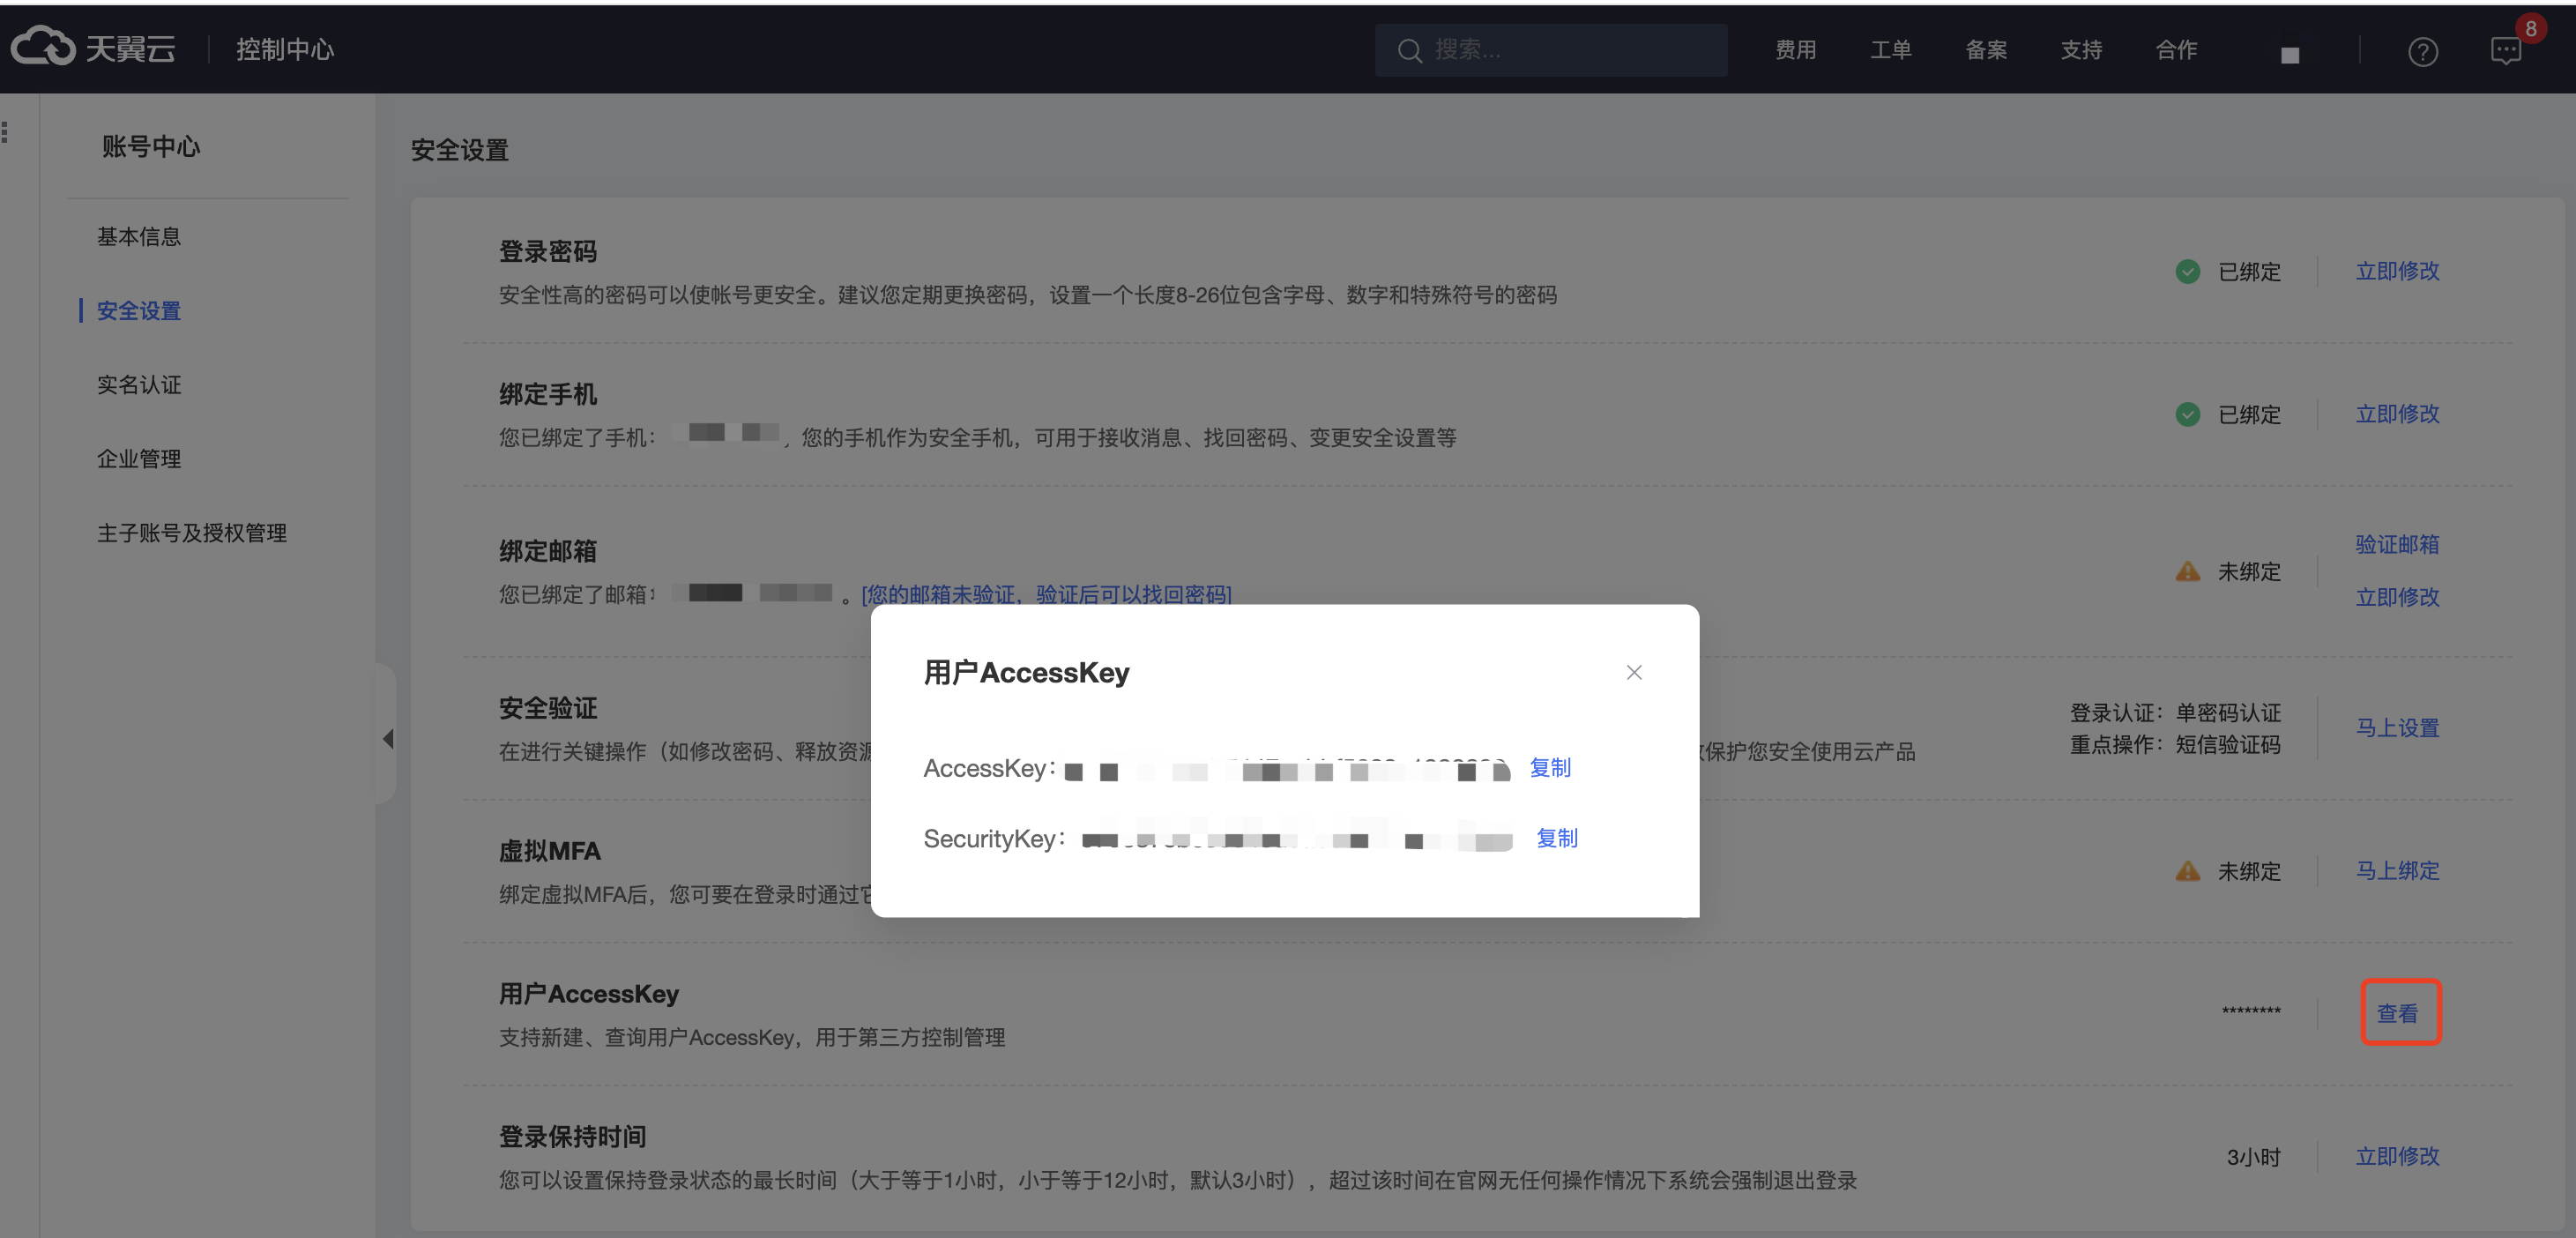 天翼云
控制中心
搜索...
费用
工单
备案
支持
合作
8
账号中心
基本信息
安全设置
实名认证
企业管理
主子账号及授权管理
安全设置
登录密码
安全性高的密码可以使帐号更安全。建议您定期更换密码，设置一个长度8-26位包含字母、数字和特殊符号的密码
已绑定
立即修改
绑定手机
您已绑定了手机： ，您的手机作为安全手机，可用于接收消息、找回密码、变更安全设置等
已绑定
立即修改
绑定邮箱
您已绑定了邮箱： 。[您的邮箱未验证，验证后可以找回密码]
未绑定
验证邮箱
立即修改
安全验证
在进行关键操作（如修改密码、释放资源
保护您安全使用云产品
登录认证：单密码认证
重点操作：短信验证码
马上设置
虚拟MFA
绑定虚拟MFA后，您可要在登录时通过
未绑定
马上绑定
用户AccessKey
AccessKey：
复制
SecurityKey：
复制
用户AccessKey
支持新建、查询用户AccessKey，用于第三方控制管理
********
查看
登录保持时间
您可以设置保持登录状态的最长时间（大于等于1小时，小于等于12小时，默认3小时），超过该时间在官网无任何操作情况下系统会强制退出登录
3小时
立即修改